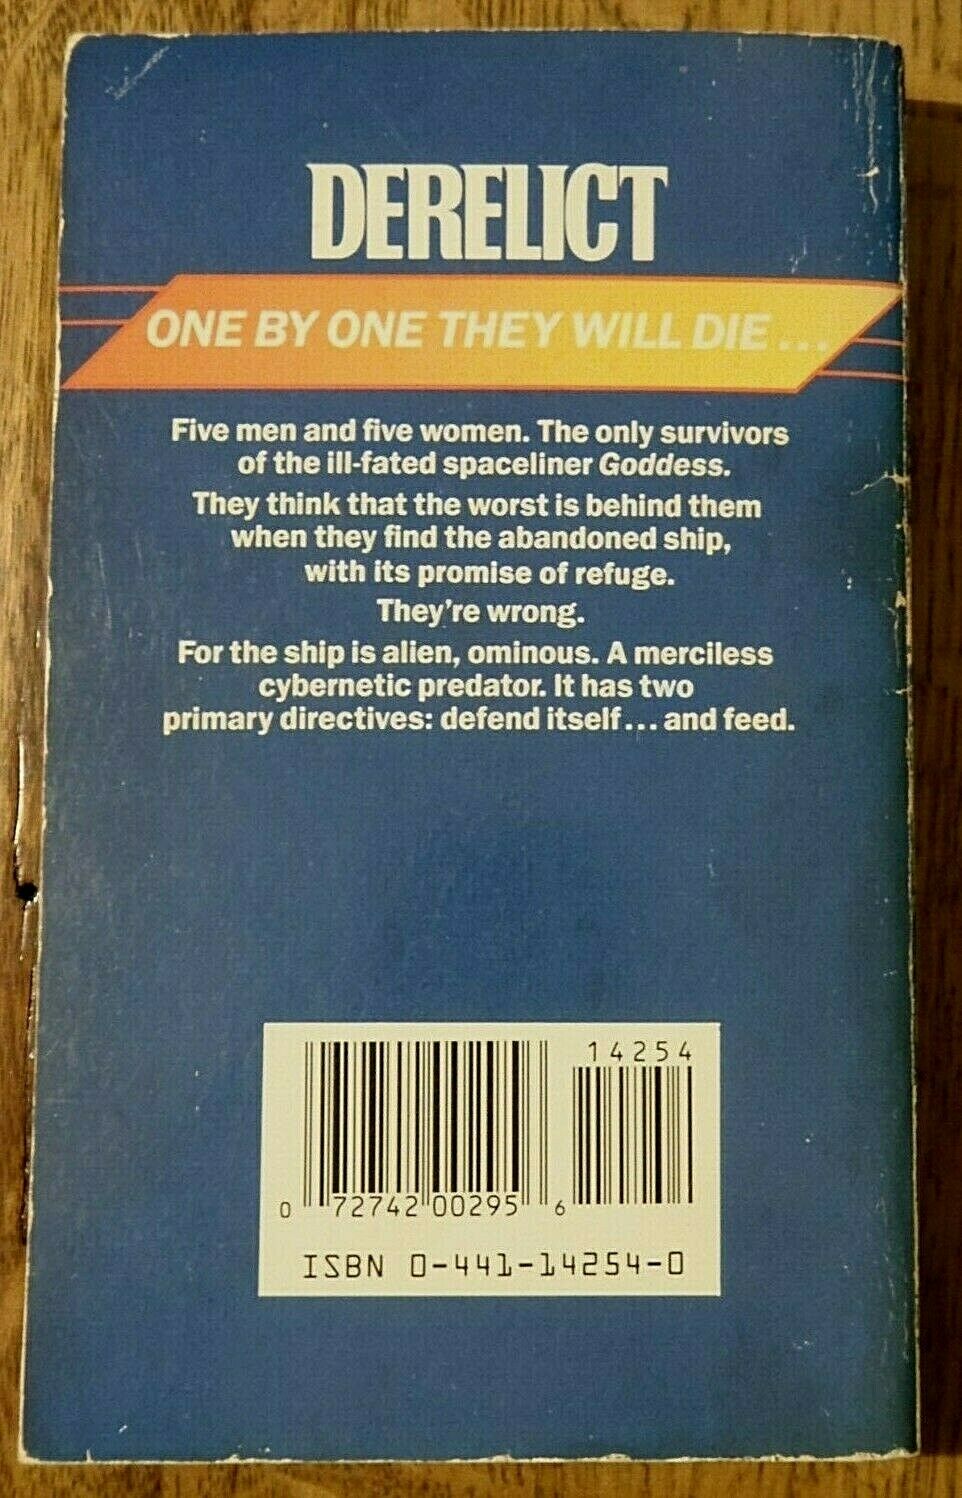 DERELICT
ONE BY ONE THEY WILL DIE...
Five men and five women. The only survivors
of the ill-fated spaceliner Goddess.
They think that the worst is behind them
when they find the abandoned ship,
with its promise of refuge.
They're wrong.
For the ship is alien, ominous. A merciless
cybernetic predator. It has two
primary directives: defend itself... and feed.
14254
0 72742 00295 6
ISBN 0-441-14254-0